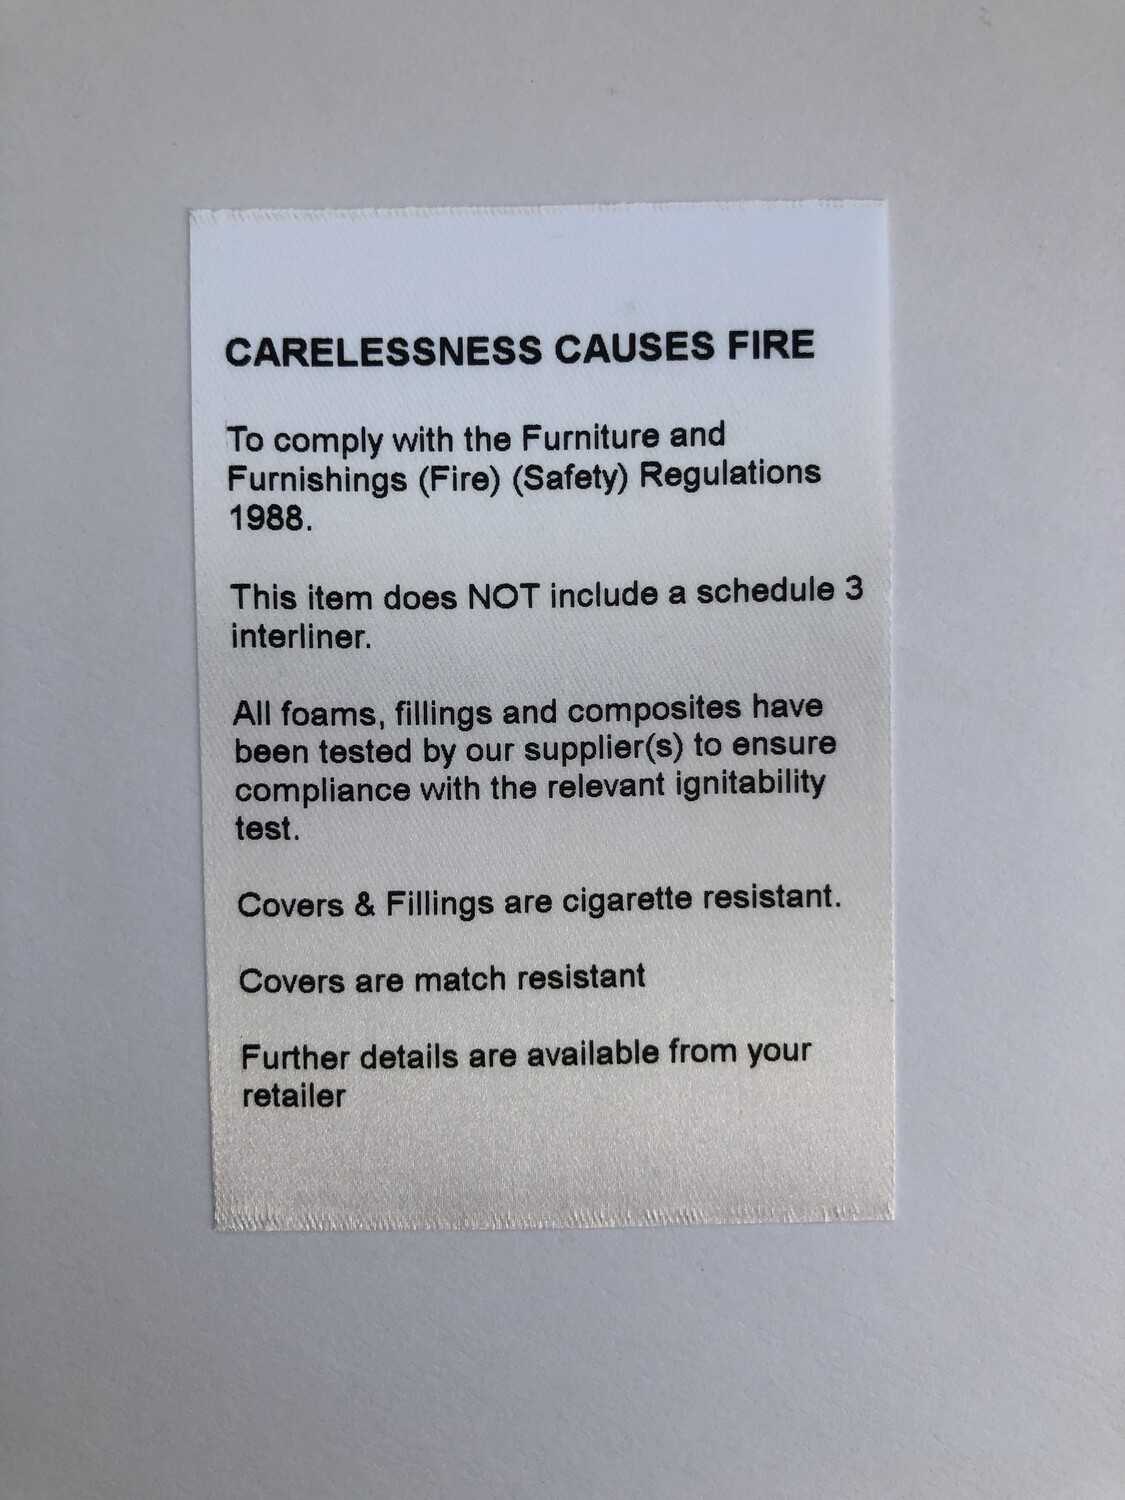 CARELESSNESS CAUSES FIRE
To comply with the Furniture and
Furnishings (Fire) (Safety) Regulations
1988.
This item does NOT include a schedule 3
interliner.
All foams, fillings and composites have
been tested by our supplier(s) to ensure
compliance with the relevant ignitability
test.
Covers & Fillings are cigarette resistant.
Covers are match resistant
Further details are available from your
retailer